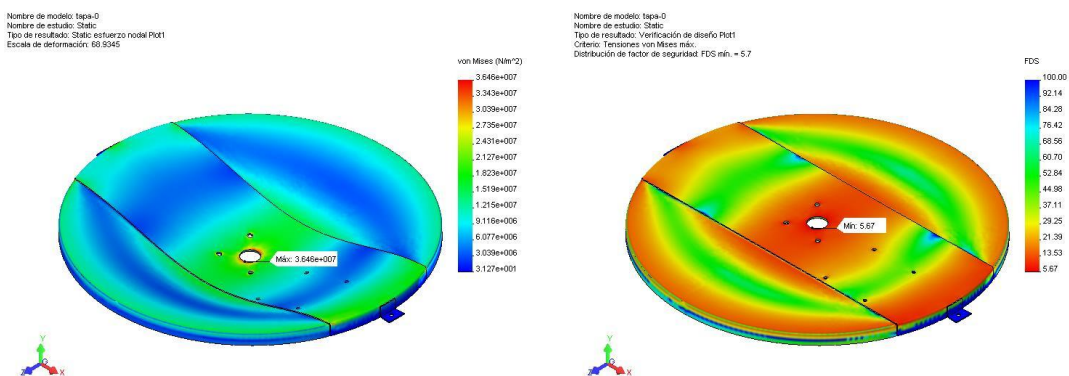 Nombre de modelo: tapa-0
Nombre de estudio: Static
Tipo de resultado: Static esfuerzo nodal Plot1
Escala de deformación: 68.9345
von Mises (N/m^2)
3.646e+007
3.343e+007
3.039e+007
2.735e+007
2.431e+007
2.127e+007
1.823e+007
1.519e+007
1.215e+007
9.116e+006
6.077e+006
3.039e+006
3.127e+001
Máx: 3.646e+007
Y
Z
X
Nombre de modelo: tapa-0
Nombre de estudio: Static
Tipo de resultado: Verificación de diseño Plot1
Criterio: Tensiones von Mises máx.
Distribución de factor de seguridad: FDS mín. = 5.7
FDS
100.00
92.14
84.28
76.42
68.56
60.70
52.84
44.98
37.11
29.25
21.39
13.53
5.67
Mín: 5.67
Y
Z
X